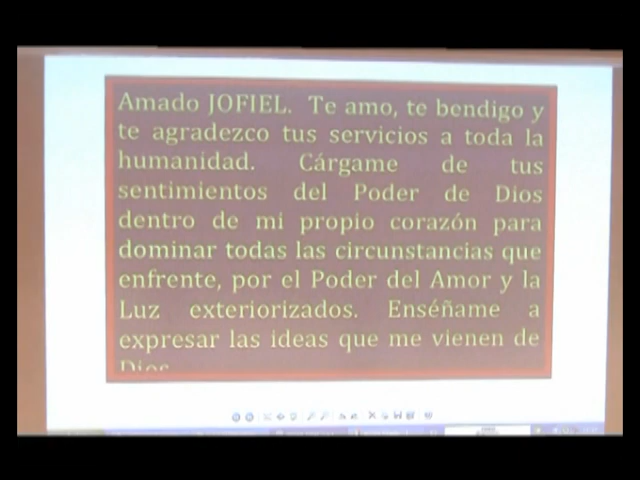 Amado JOFIEL. Te amo, te bendigo y
te agradezco tus servicios a toda la
humanidad. Cárgame de tus
sentimientos del Poder de Dios
dentro de mi propio corazón para
dominar todas las circunstancias que
enfrente, por el Poder del Amor y la
Luz exteriorizados. Enséñame a
expresar las ideas que me vienen de
Dios